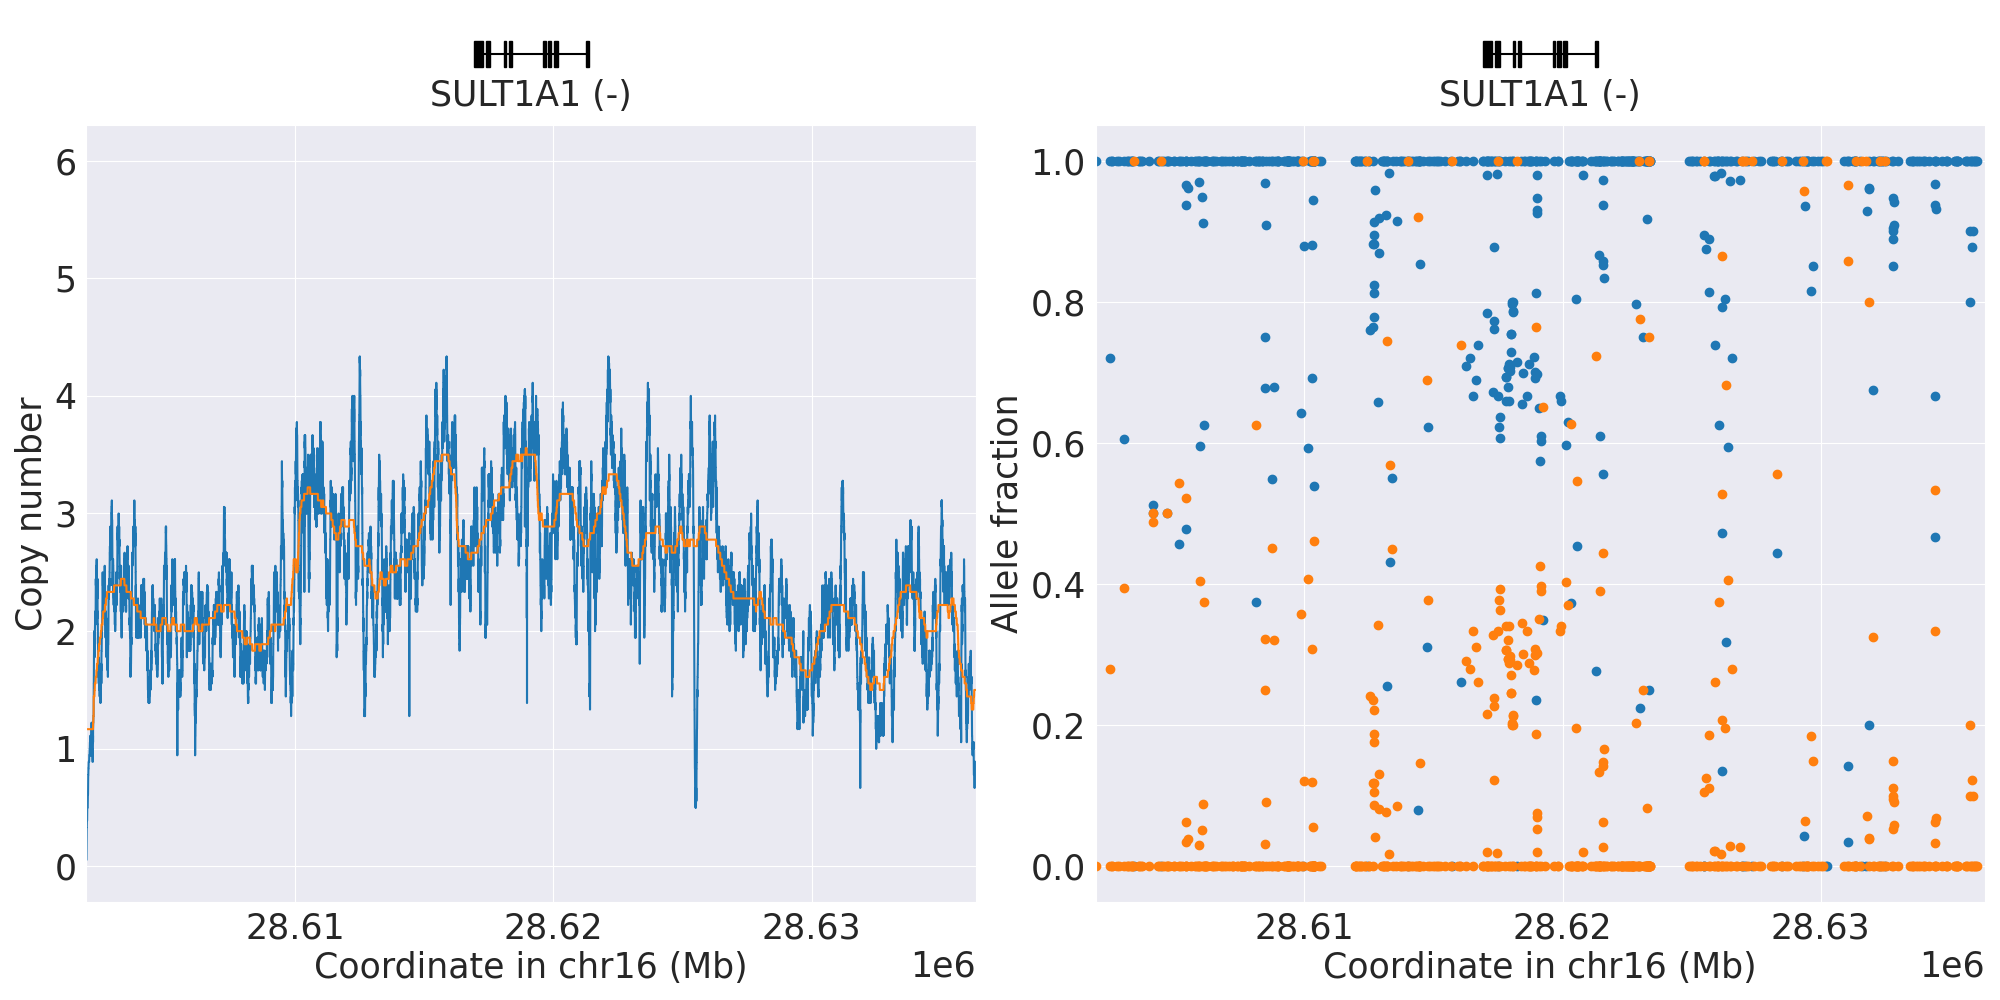 SULT1A1 (-)
6
5
4
3
2
1
0
Copy number
28.61
28.62
28.63
Coordinate in chr16 (Mb)
1e6
SULT1A1 (-)
1.0
0.8
0.6
0.4
0.2
0.0
Allele fraction
28.61
28.62
28.63
Coordinate in chr16 (Mb)
1e6